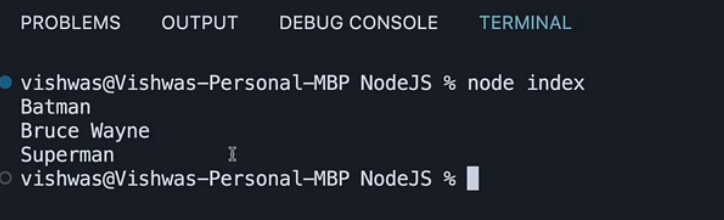 PROBLEMS OUTPUT DEBUG CONSOLE TERMINAL
vishwas@Vishwas-Personal-MBP NodeJS % node index
Batman
Bruce Wayne
Superman
vishwas@Vishwas-Personal-MBP NodeJS %